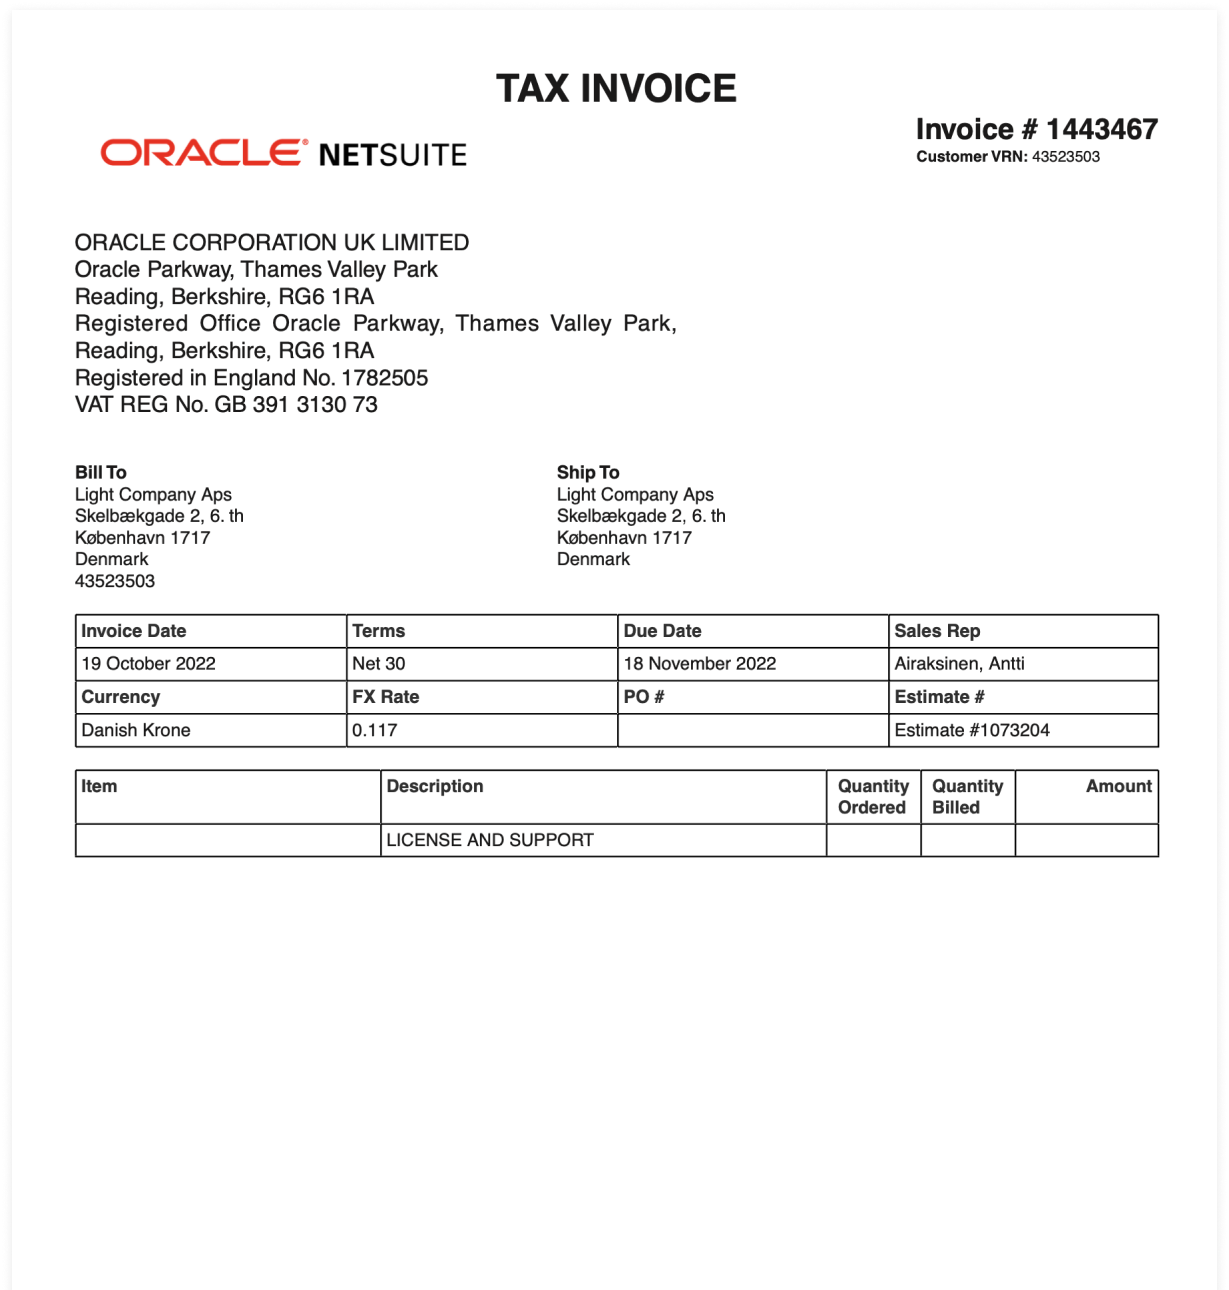 TAX INVOICE
ORACLE® NETSUITE
Invoice # 1443467
Customer VRN: 43523503
ORACLE CORPORATION UK LIMITED
Oracle Parkway, Thames Valley Park
Reading, Berkshire, RG6 1RA
Registered Office Oracle Parkway, Thames Valley Park,
Reading, Berkshire, RG6 1RA
Registered in England No. 1782505
VAT REG No. GB 391 3130 73
Bill To
Light Company Aps
Skelbækgade 2, 6. th
København 1717
Denmark
43523503
Ship To
Light Company Aps
Skelbækgade 2, 6. th
København 1717
Denmark
Invoice Date Terms Due Date Sales Rep
19 October 2022 Net 30 18 November 2022 Airaksinen, Antti
Currency FX Rate PO # Estimate #
Danish Krone 0.117 Estimate #1073204
Item Description Quantity Ordered Quantity Billed Amount
LICENSE AND SUPPORT